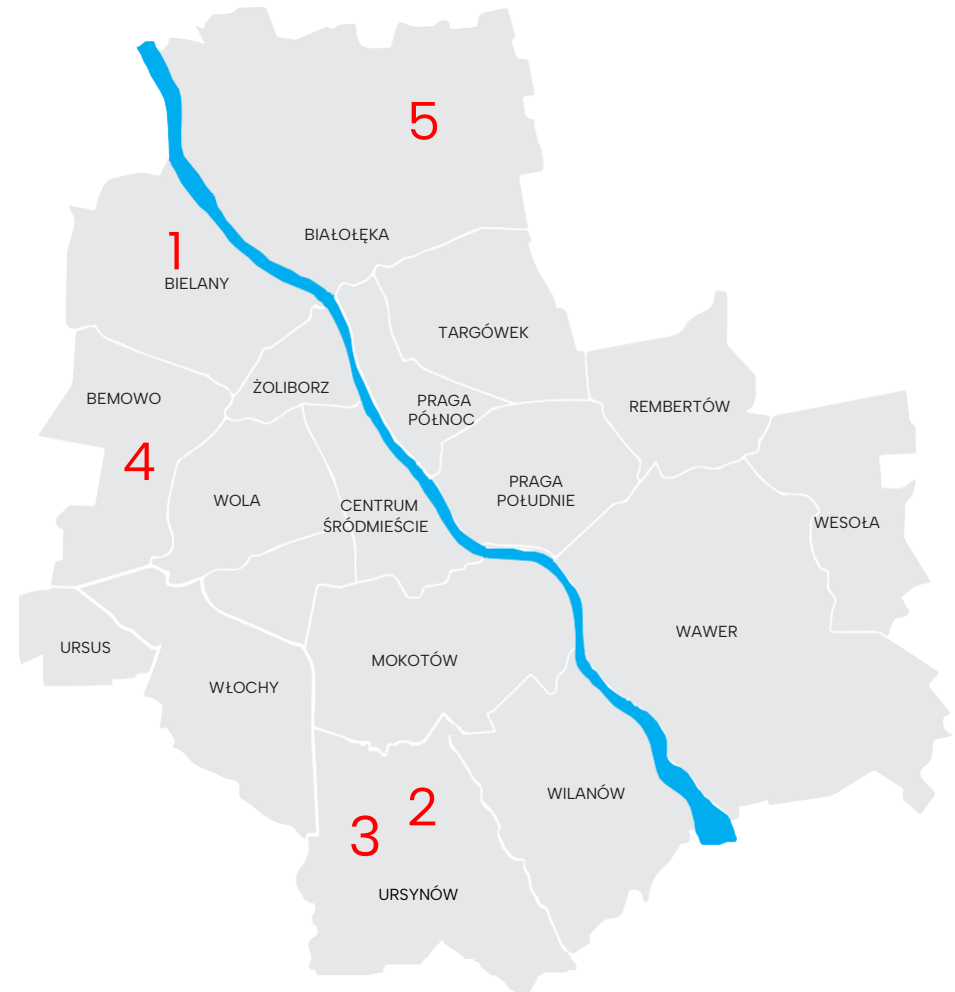 5
BIAŁOŁĘKA
1
BIELANY
TARGÓWEK
ŻOLIBORZ
BEMOWO
PRAGA
PÓŁNOC
REMBERTÓW
4
WOLA
PRAGA
POŁUDNIE
CENTRUM
ŚRÓDMIEŚCIE
WESOŁA
WAWER
URSUS
MOKOTÓW
WŁOCHY
WILANÓW
2
3
URSYNÓW